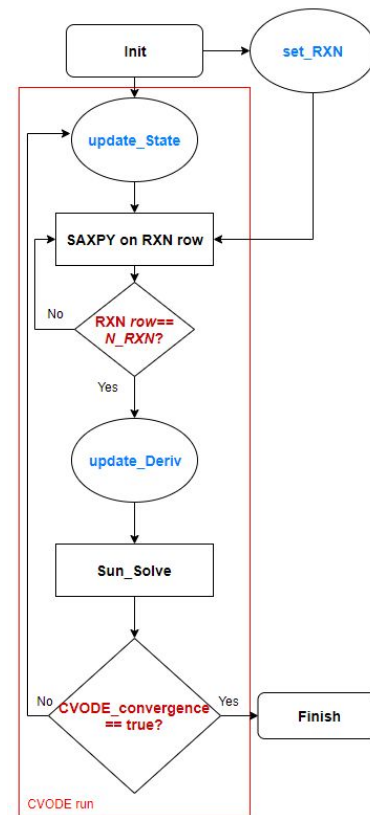 Init
set_RXN
update_State
SAXPY on RXN row
No
RXN row==
N_RXN?
Yes
update_Deriv
Sun_Solve
No
CVODE_convergence
== true?
Yes
Finish
CVODE run